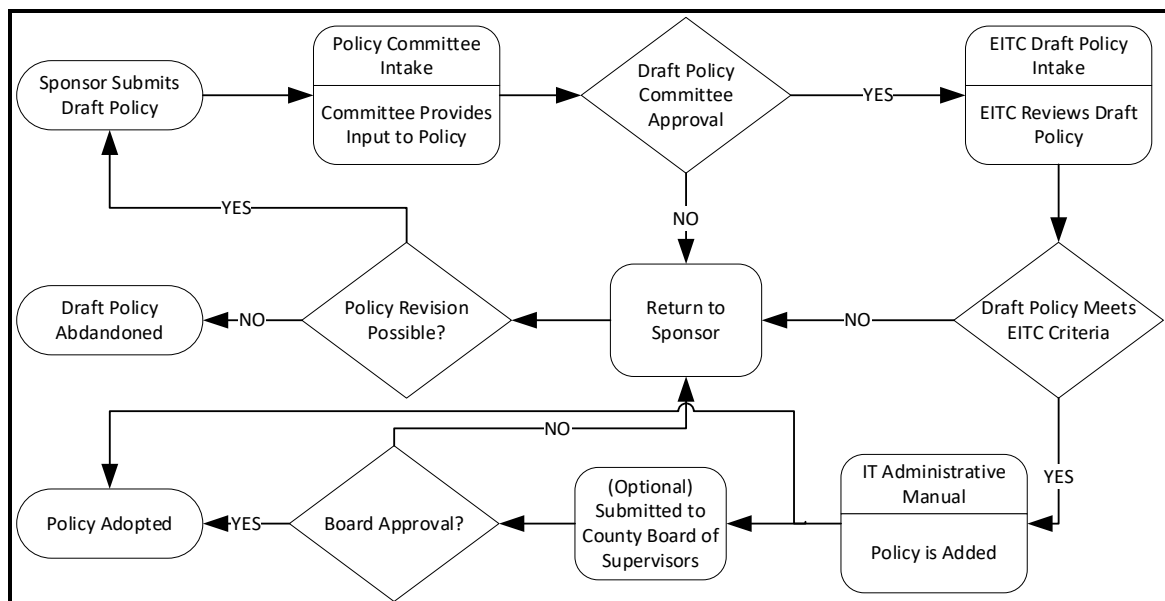 Sponsor Submits
Draft Policy
Policy Committee
Intake
Committee Provides
Input to Policy
Draft Policy
Committee
Approval
YES
EITC Draft Policy
Intake
EITC Reviews Draft
Policy
YES
NO
Draft Policy
Abdandoned
NO
Policy Revision
Possible?
Return to
Sponsor
NO
Draft Policy Meets
EITC Criteria
NO
YES
Policy Adopted
YES
Board Approval?
(Optional)
Submitted to
County Board of
Supervisors
IT Administrative
Manual
Policy is Added